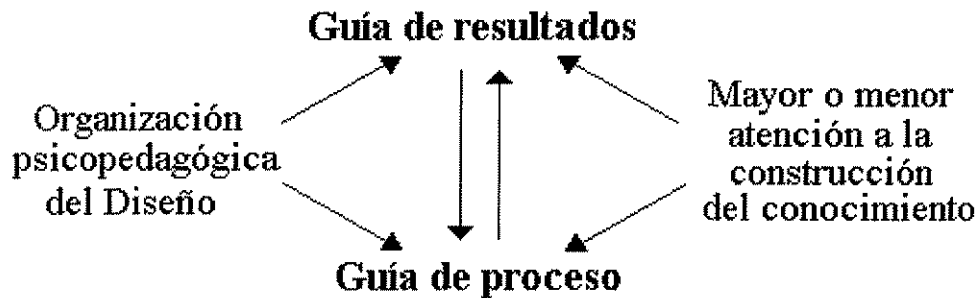 Guía de resultados
Organización
psicopedagógica
del Diseño
Mayor o menor
atención a la
construcción
del conocimiento
Guía de proceso